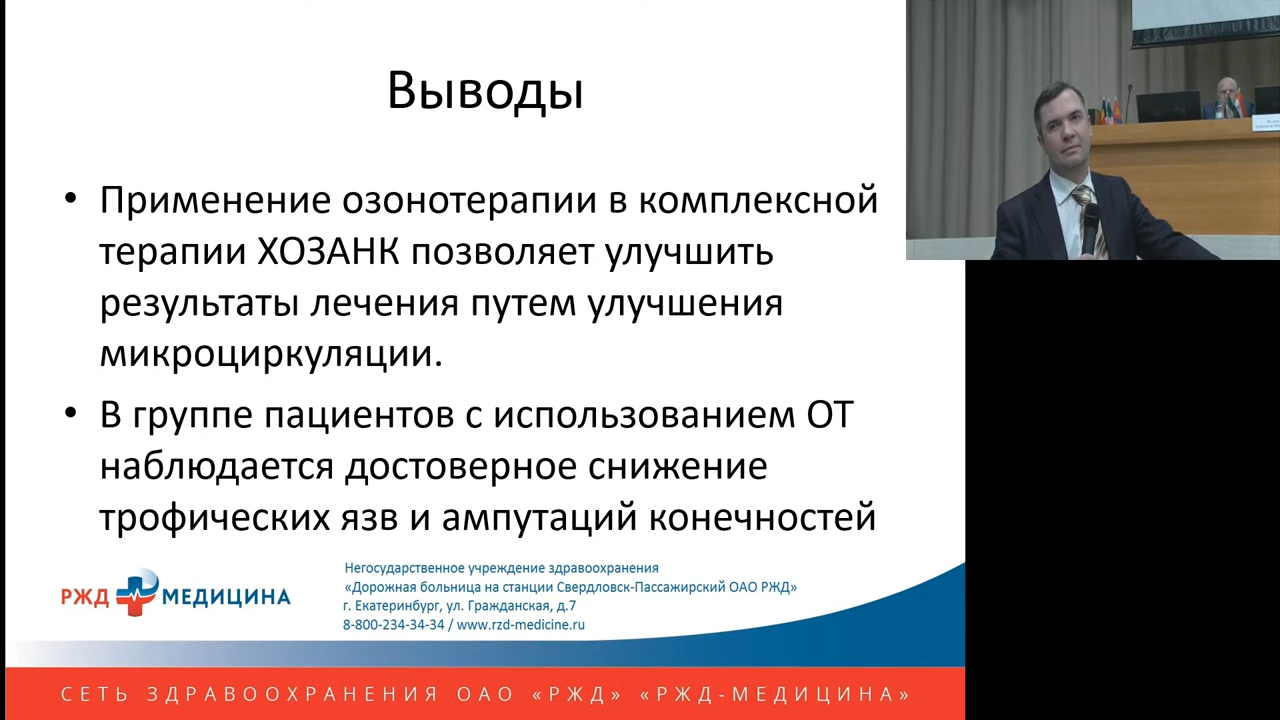 Выводы
• Применение озонотерапии в комплексной
терапии ХОЗАНК позволяет улучшить
результаты лечения путем улучшения
микроциркуляции.
• В группе пациентов с использованием ОТ
наблюдается достоверное снижение
трофических язв и ампутаций конечностей
РЖД МЕДИЦИНА
Негосударственное учреждение здравоохранения
«Дорожная больница на станции Свердловск-Пассажирский ОАО РЖД»
г. Екатеринбург, ул. Гражданская, д.7
8-800-234-34-34 / www.rzd-medicine.ru
СЕТЬ ЗДРАВООХРАНЕНИЯ ОАО «РЖД» «РЖД-МЕДИЦИНА»